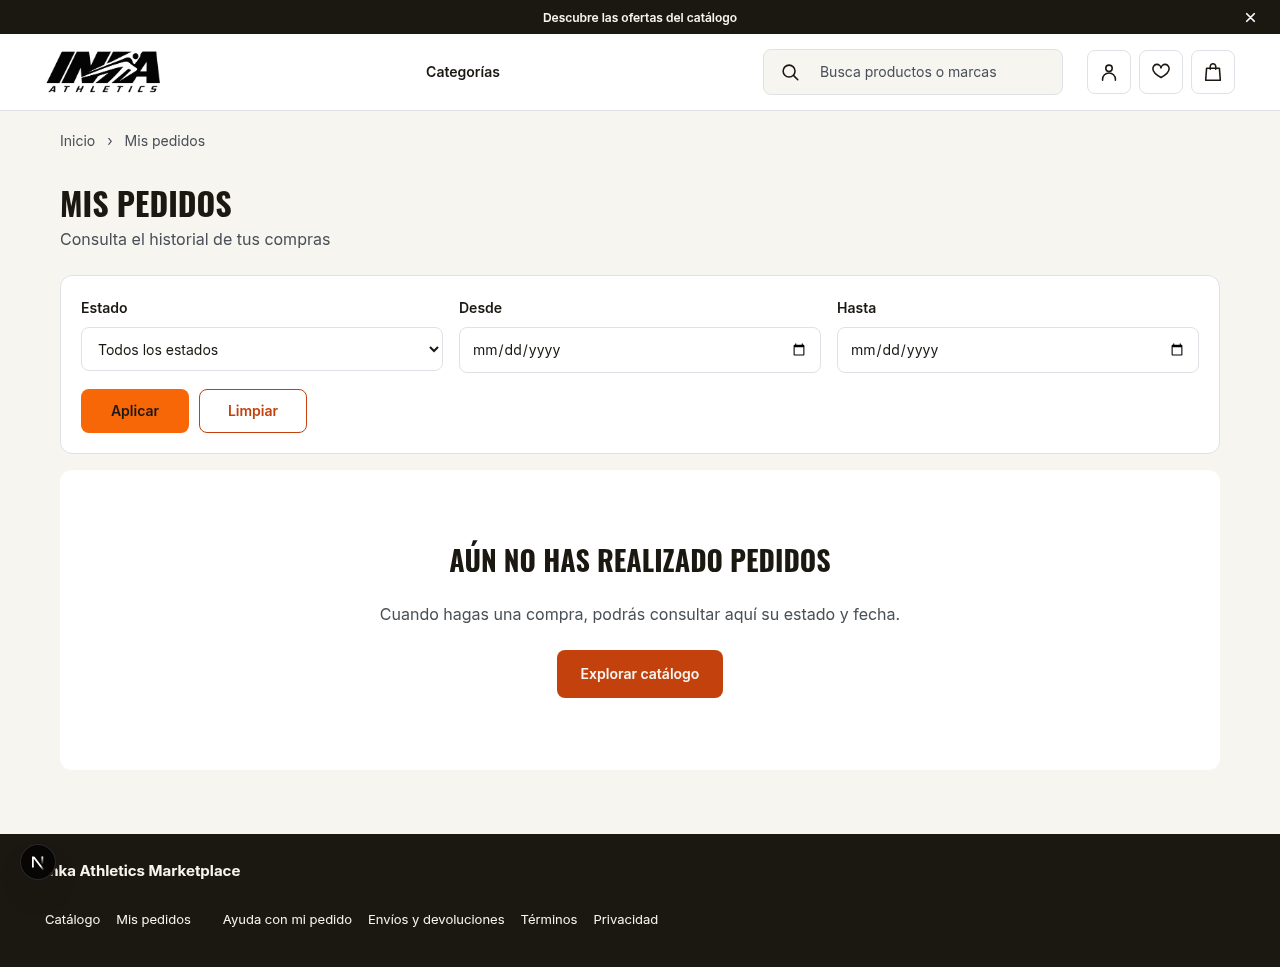 Descubre las ofertas del catálogo
INKA
ATHLETICS
Categorías
Busca productos o marcas
Inicio › Mis pedidos
MIS PEDIDOS
Consulta el historial de tus compras
Estado
Desde
Hasta
Todos los estados
mm/dd/yyyy
mm/dd/yyyy
Aplicar
Limpiar
AÚN NO HAS REALIZADO PEDIDOS
Cuando hagas una compra, podrás consultar aquí su estado y fecha.
Explorar catálogo
N
nka Athletics Marketplace
Catálogo Mis pedidos Ayuda con mi pedido Envíos y devoluciones Términos Privacidad